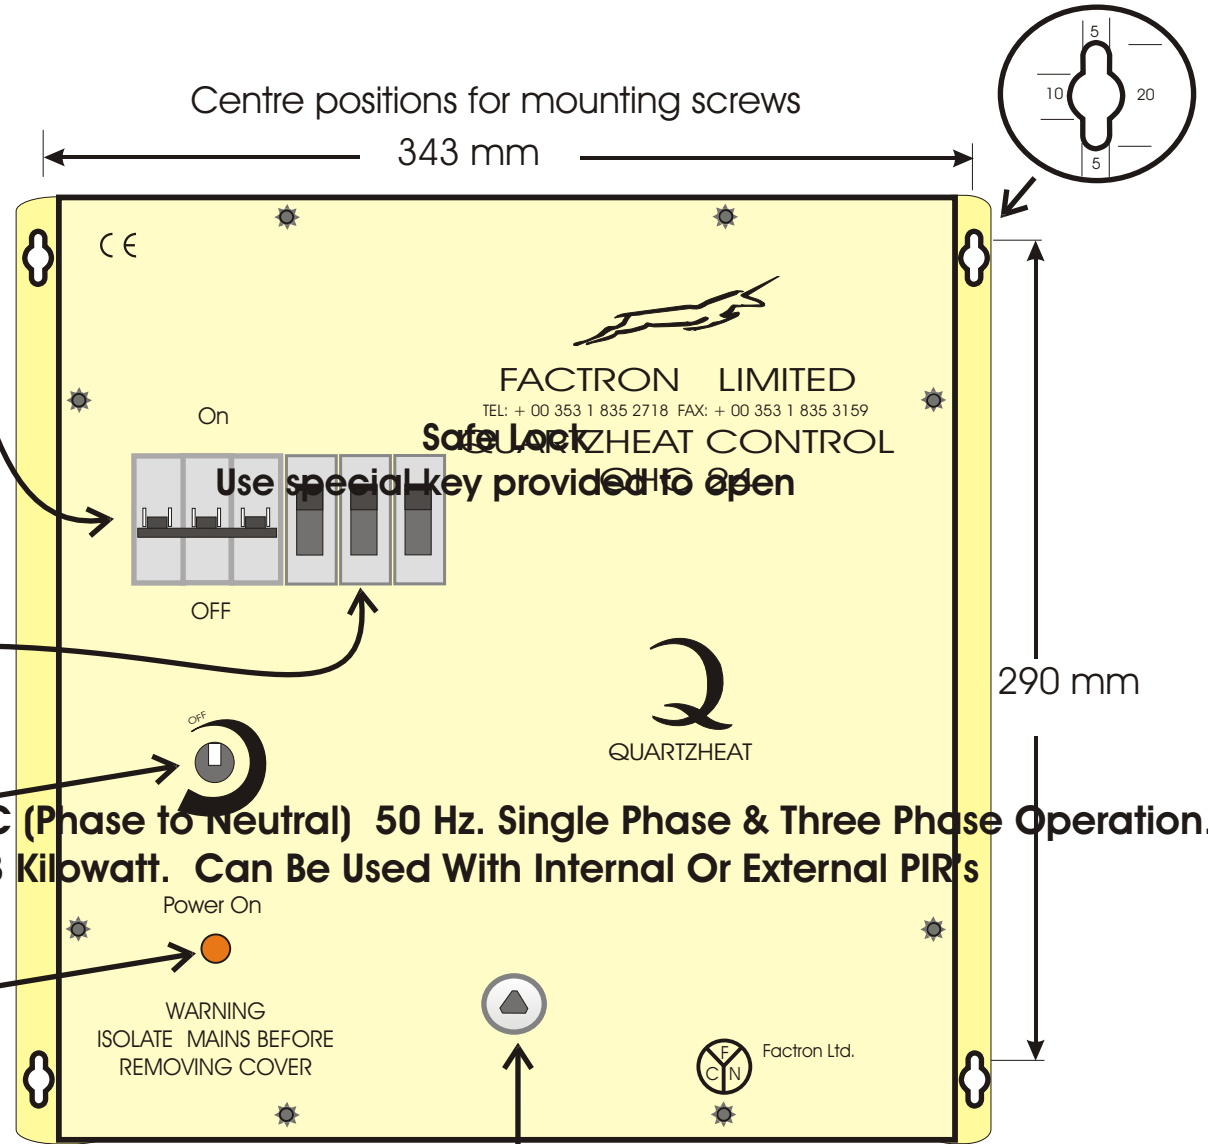 5
10
20
5
Centre positions for mounting screws
343 mm
CE
FACTRON LIMITED
TEL: + 00 353 1 835 2718 FAX: + 00 353 1 835 3159
QUARTZHEAT CONTROL
QHC 24
Safe Lock
Use special key provided to open
On
OFF
290 mm
QUARTZHEAT
OFF
C (Phase to Neutral) 50 Hz. Single Phase & Three Phase Operation.
Kilowatt. Can Be Used With Internal Or External PIR's
Power On
WARNING
ISOLATE MAINS BEFORE
REMOVING COVER
F
C N
Factron Ltd.